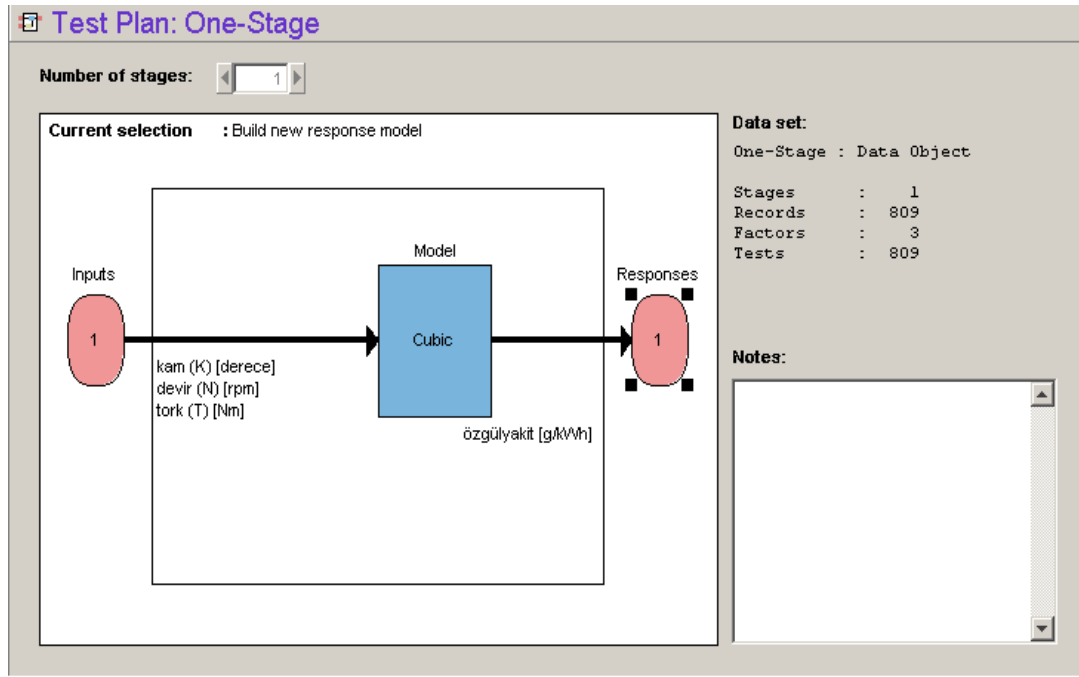 Test Plan: One-Stage
Number of stages: 1
Current selection : Build new response model
Model
Inputs
Responses
1
Cubic
1
kam (K) [derece]
devir (N) [rpm]
tork (T) [Nm]
özgülyakit [g/kWh]
Data set:
One-Stage : Data Object
Stages : 1
Records : 809
Factors : 3
Tests : 809
Notes: